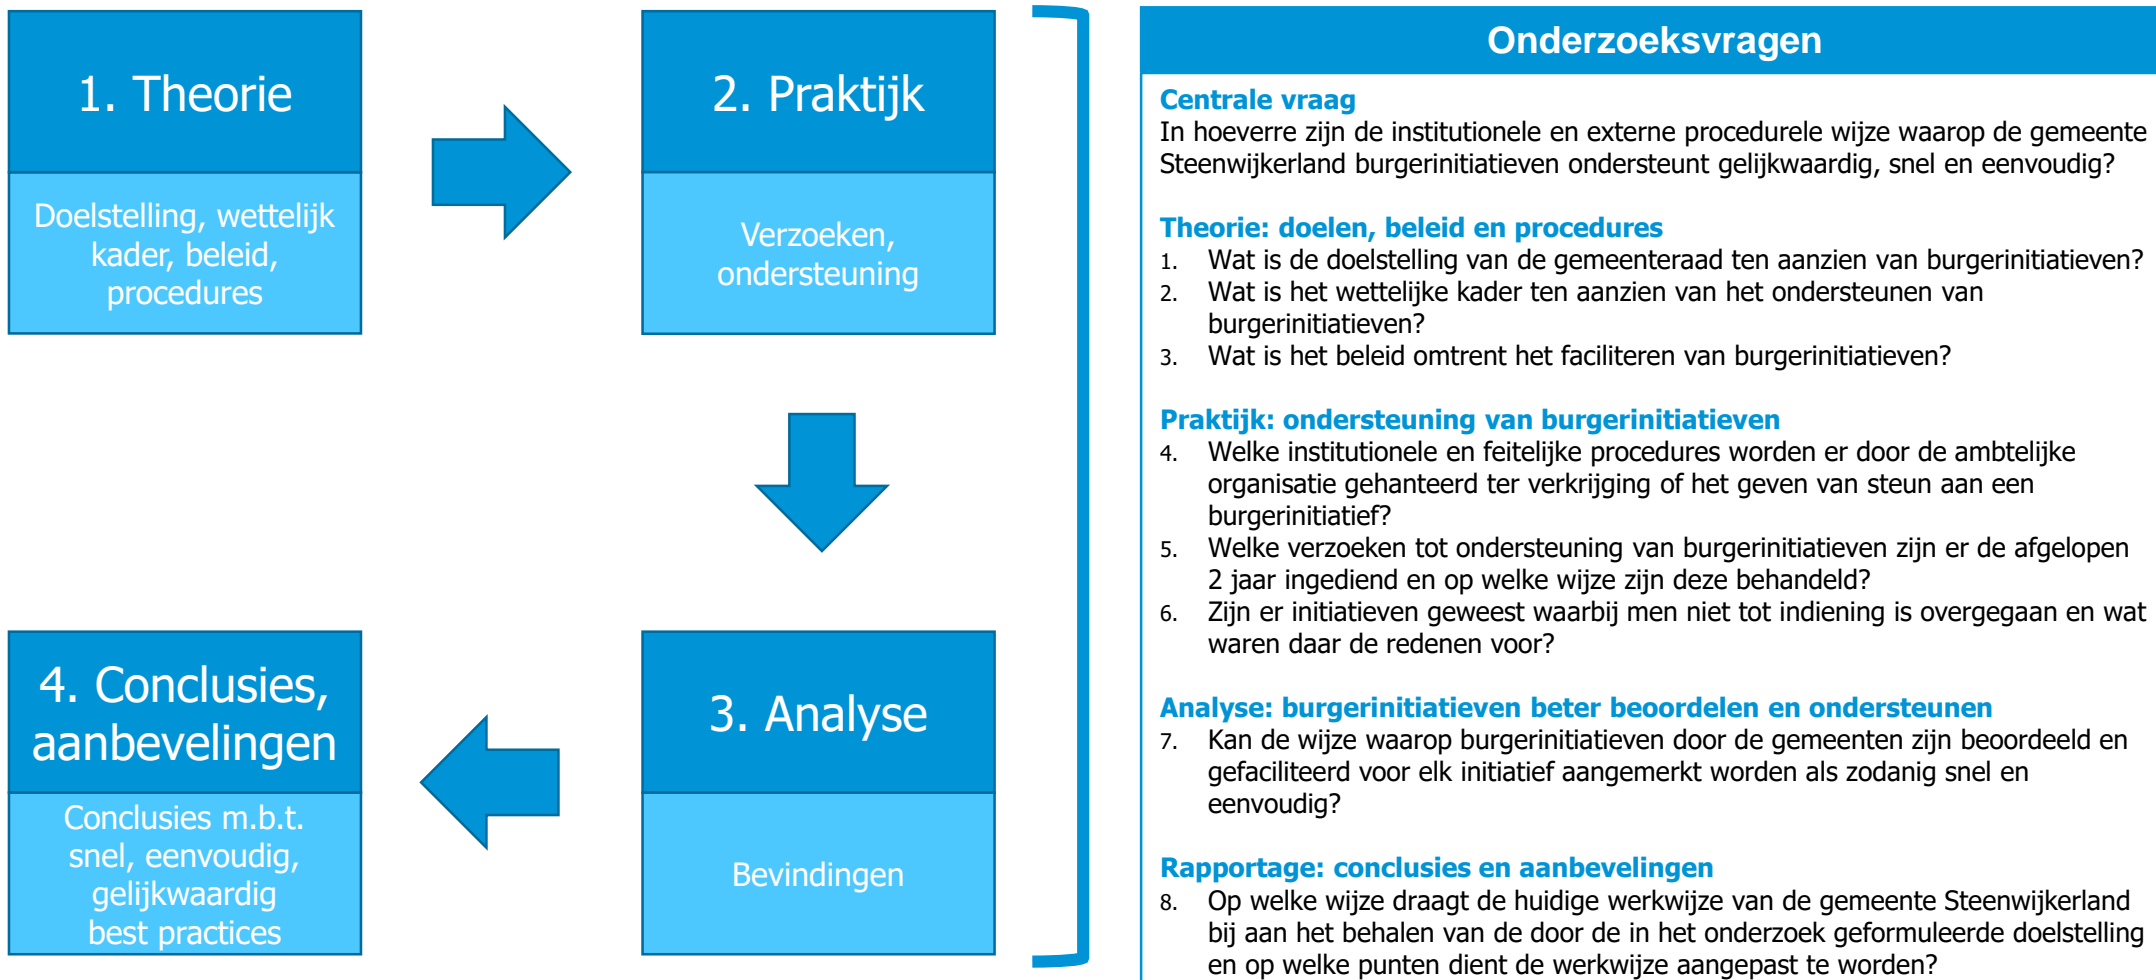 1. Theorie
Doelstelling, wettelijk
kader, beleid,
procedures
2. Praktijk
Verzoeken,
ondersteuning
3. Analyse
Bevindingen
4. Conclusies,
aanbevelingen
Conclusies m.b.t.
snel, eenvoudig,
gelijkwaardig
best practices
Onderzoeksvragen
Centrale vraag
In hoeverre zijn de institutionele en externe procedurele wijze waarop de gemeente
Steenwijkerland burgerinitiatieven ondersteunt gelijkwaardig, snel en eenvoudig?
Theorie: doelen, beleid en procedures
1. Wat is de doelstelling van de gemeenteraad ten aanzien van burgerinitiatieven?
2. Wat is het wettelijke kader ten aanzien van het ondersteunen van
burgerinitiatieven?
3. Wat is het beleid omtrent het faciliteren van burgerinitiatieven?
Praktijk: ondersteuning van burgerinitiatieven
4. Welke institutionele en feitelijke procedures worden er door de ambtelijke
organisatie gehanteerd ter verkrijging of het geven van steun aan een
burgerinitiatief?
5. Welke verzoeken tot ondersteuning van burgerinitiatieven zijn er de afgelopen
2 jaar ingediend en op welke wijze zijn deze behandeld?
6. Zijn er initiatieven geweest waarbij men niet tot indiening is overgegaan en wat
waren daar de redenen voor?
Analyse: burgerinitiatieven beter beoordelen en ondersteunen
7. Kan de wijze waarop burgerinitiatieven door de gemeenten zijn beoordeeld en
gefaciliteerd voor elk initiatief aangemerkt worden als zodanig snel en
eenvoudig?
Rapportage: conclusies en aanbevelingen
8. Op welke wijze draagt de huidige werkwijze van de gemeente Steenwijkerland
bij aan het behalen van de door de in het onderzoek geformuleerde doelstelling
en op welke punten dient de werkwijze aangepast te worden?